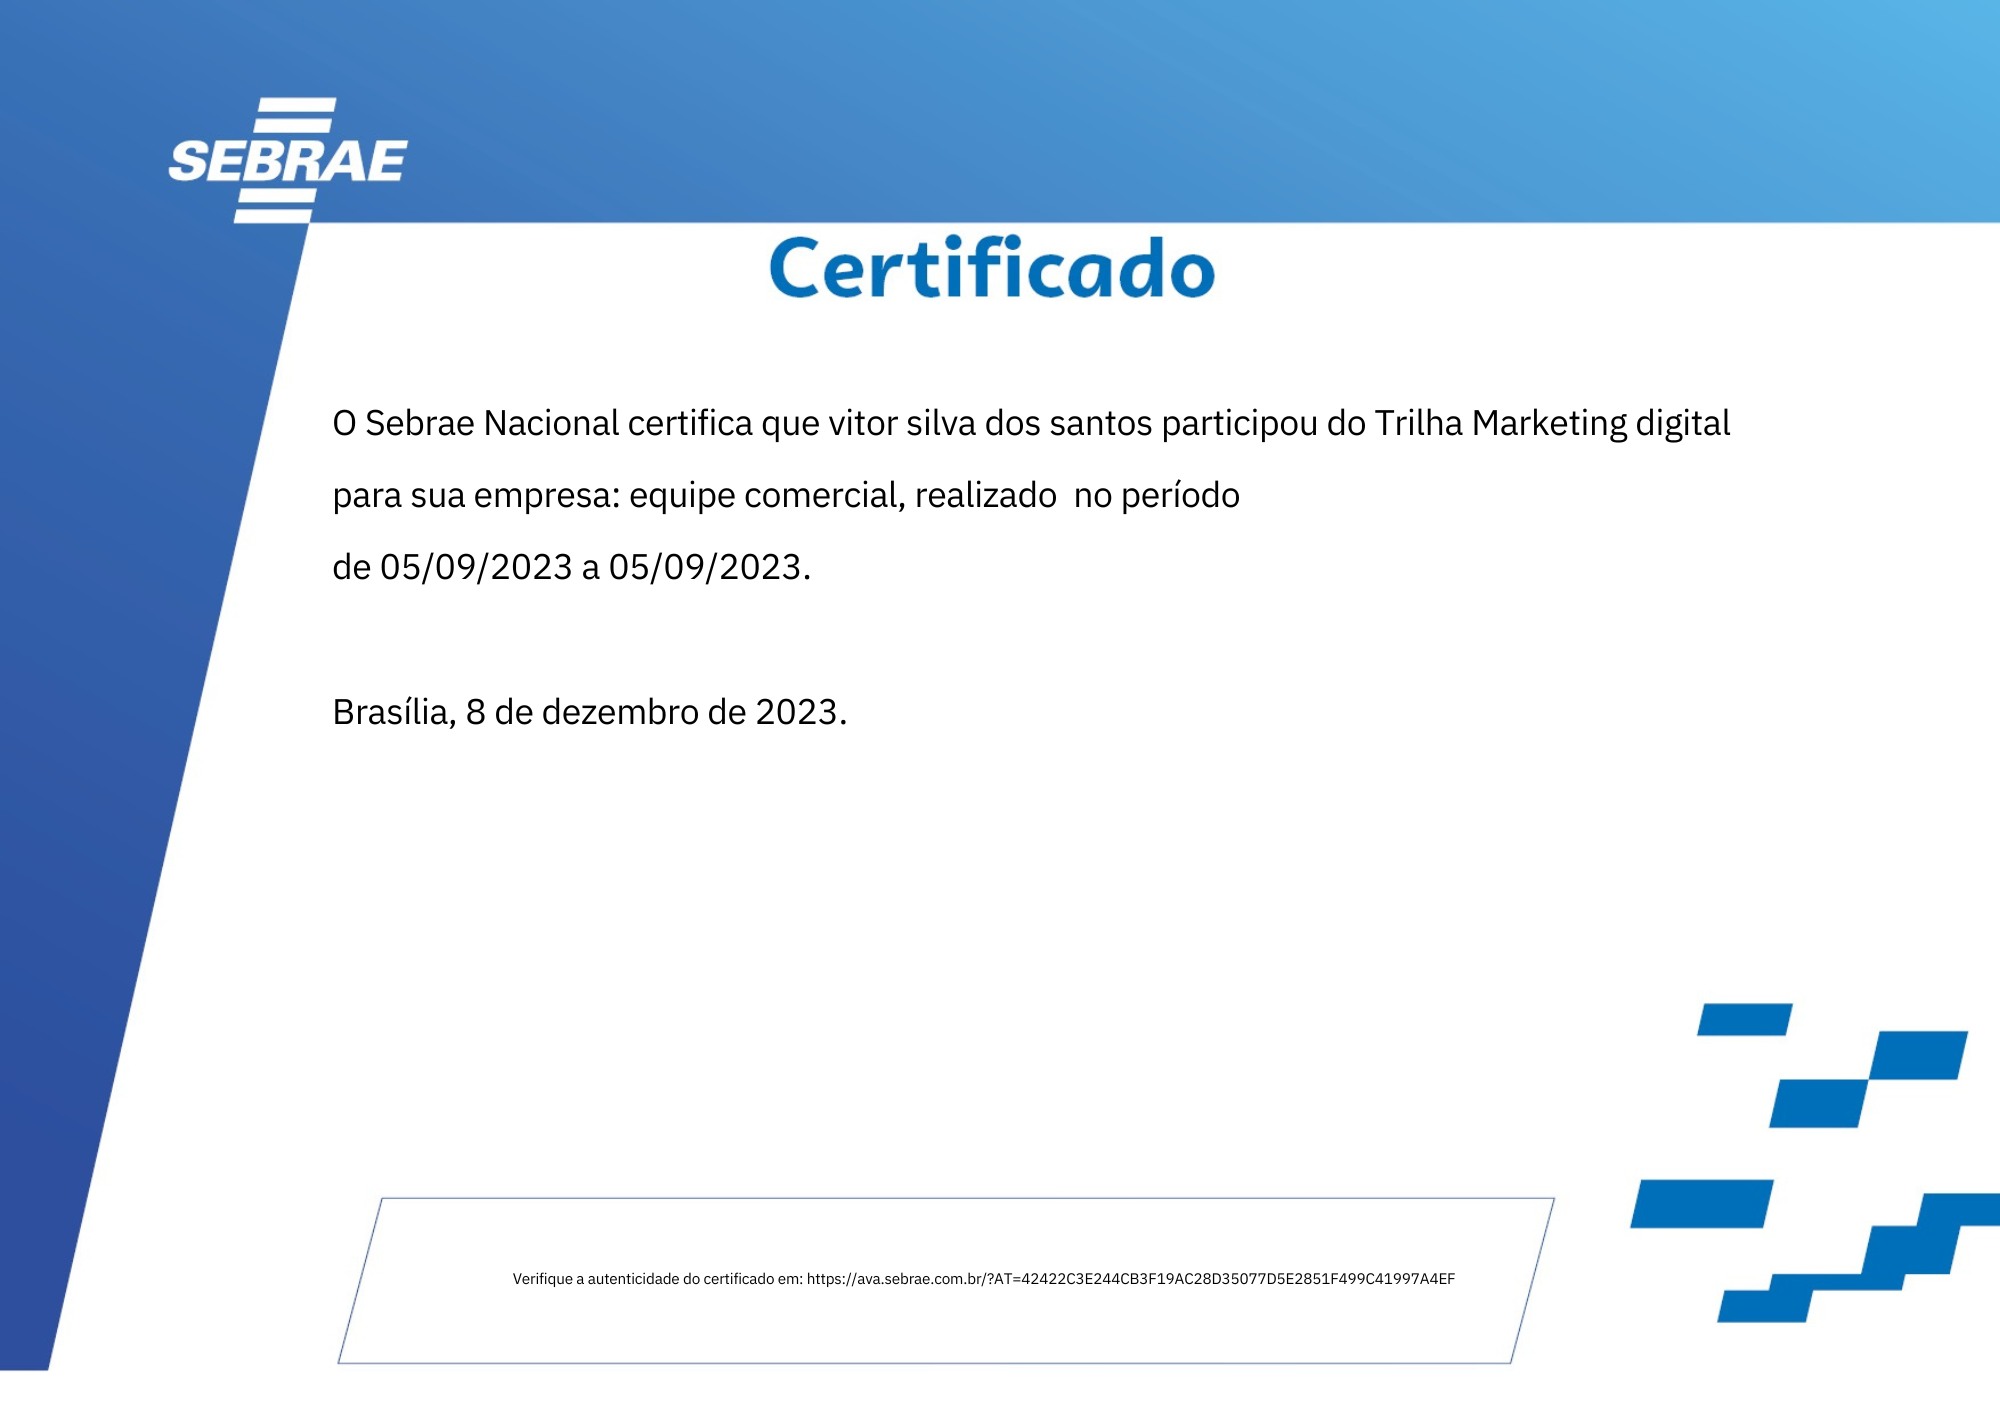 SEBRAE
Certificado
O Sebrae Nacional certifica que vitor silva dos santos participou do Trilha Marketing digital
para sua empresa: equipe comercial, realizado  no período
de 05/09/2023 a 05/09/2023.
Brasília, 8 de dezembro de 2023.
Verifique a autenticidade do certificado em: https://ava.sebrae.com.br/?AT=42422C3E244CB3F19AC28D35077D5E2851F499C41997A4EF